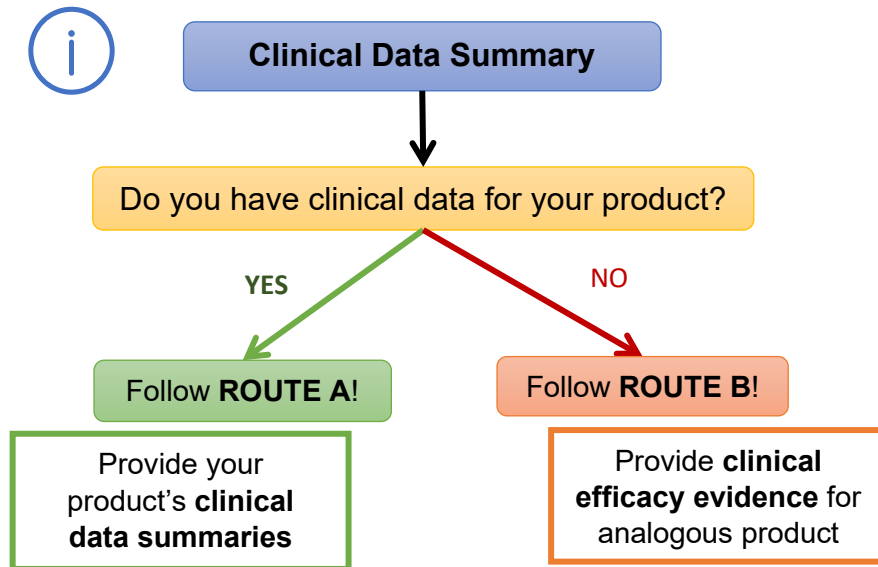 i
Clinical Data Summary
Do you have clinical data for your product?
YES
NO
Follow ROUTE A!
Follow ROUTE B!
Provide your
product's clinical
data summaries
Provide clinical
efficacy evidence for
analogous product